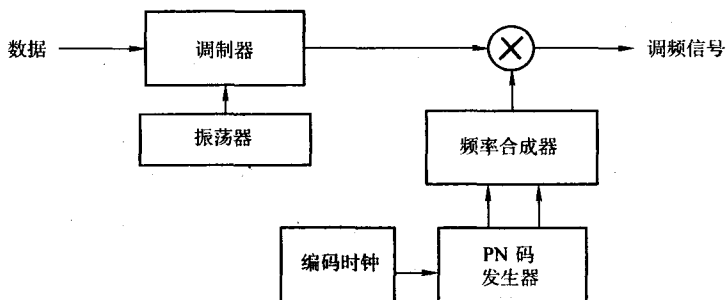 数据
调制器
调频信号
振荡器
频率合成器
编码时钟
PN 码
发生器